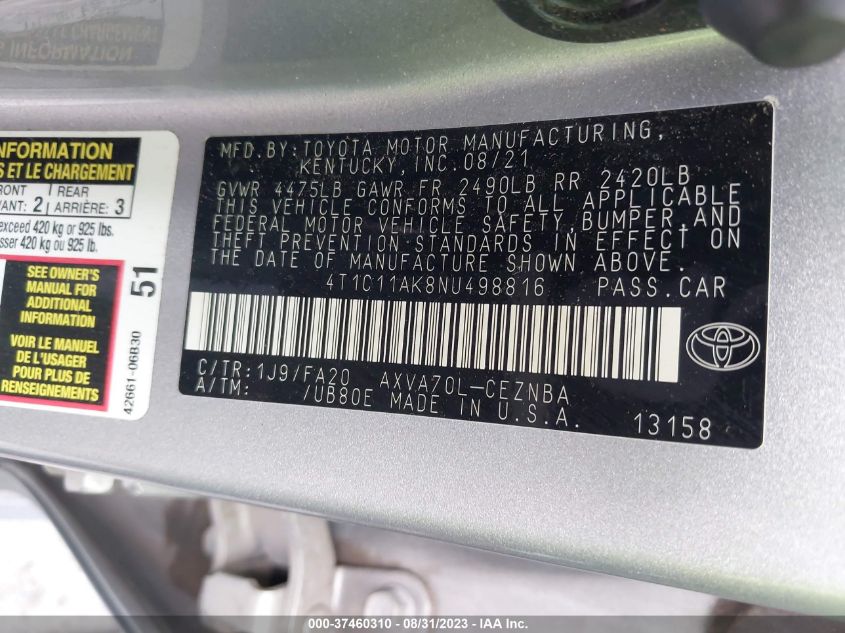 INFORMATION
S ET LE CHARGEMENT
FRONT REAR
VANT: 2 ARRIÈRE: 3
exceed 420 kg or 925 lbs.
sser 420 kg ou 925 lb.
SEE OWNER'S
MANUAL FOR
ADDITIONAL
INFORMATION
VOIR LE MANUEL
DE L'USAGER
POUR PLUS DE
RENSEIGNEMENTS
51
42661-06B30
MFD.BY:TOYOTA MOTOR MANUFACTURING,
KENTUCKY,INC.08/21
GVWR 4475LB GAWR FR 2490LB RR 2420LB
THIS VEHICLE CONFORMS TO ALL APPLICABLE
FEDERAL MOTOR VEHICLE SAFETY,BUMPER,AND
THEFT PREVENTION STANDARDS IN EFFECT ON
THE DATE OF MANUFACTURE SHOWN ABOVE.
4T1C11AK8NU498816 PASS.CAR
C/TR:1J9/FA20 AXVA70L-CEZNBA
A/TM: /UB80E MADE IN U.S.A.
13158
000-37460310 - 08/31/2023 - IAA Inc.